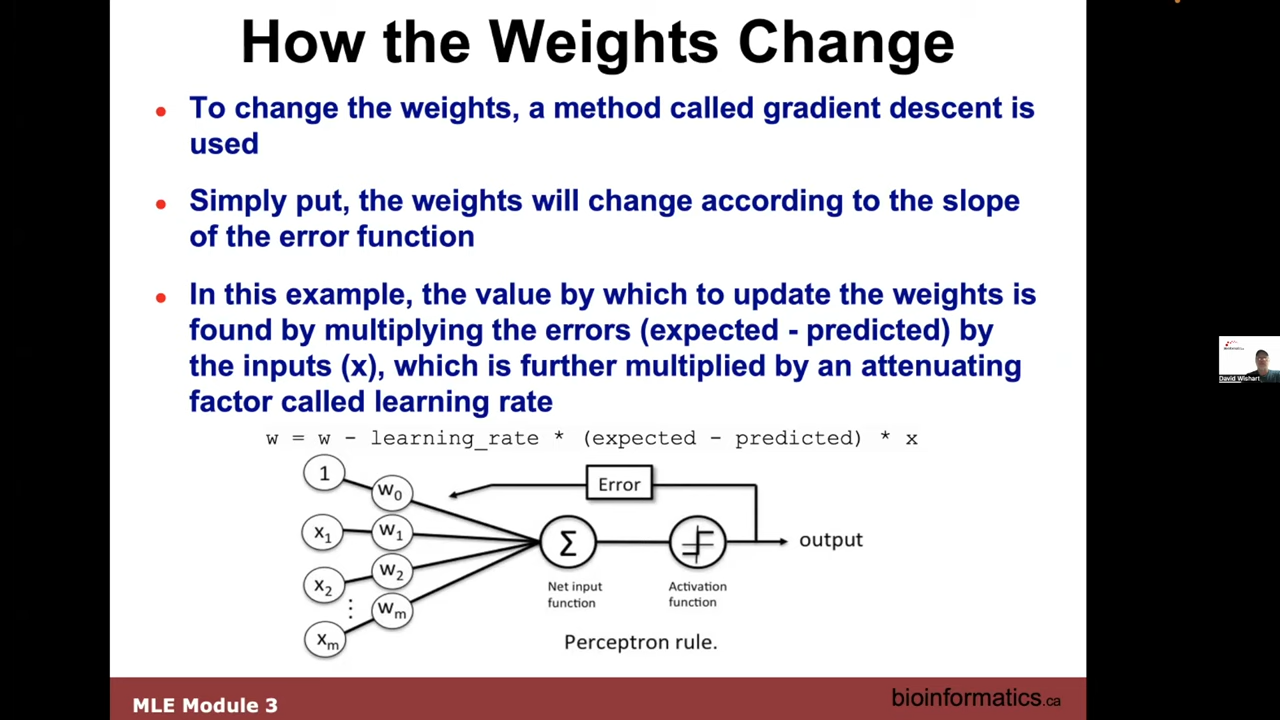 How the Weights Change
To change the weights, a method called gradient descent is
used
Simply put, the weights will change according to the slope
of the error function
In this example, the value by which to update the weights is
found by multiplying the errors (expected - predicted) by
the inputs (x), which is further multiplied by an attenuating
factor called learning rate
w = w - learning_rate * (expected - predicted) * x
1
w0
Error
x1
w1
Σ
output
x2
w2
Net input
function
Activation
function
wm
xm
Perceptron rule.
MLE Module 3
bioinformatics.ca
David Wishart